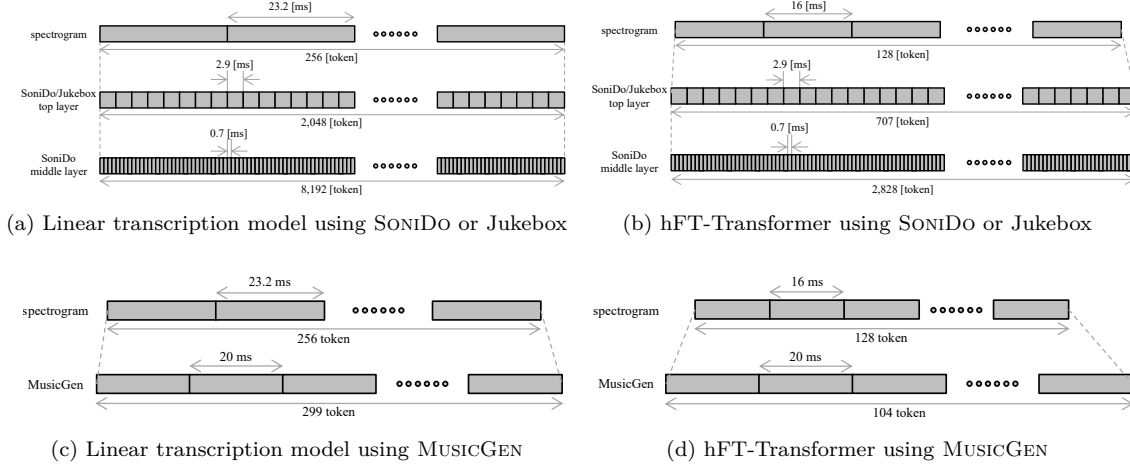 23.2 [ms]
spectrogram
256 [token]
2.9 [ms]
SoniDo/Jukebox
top layer
2,048 [token]
0.7 [ms]
SoniDo
middle layer
8,192 [token]
(a) Linear transcription model using SONIDO or Jukebox
16 [ms]
spectrogram
128 [token]
2.9 [ms]
SoniDo/Jukebox
top layer
707 [token]
0.7 [ms]
SoniDo
middle layer
2,828 [token]
(b) hFT-Transformer using SONIDO or Jukebox
23.2 ms
spectrogram
256 token
20 ms
MusicGen
299 token
(c) Linear transcription model using MUSICGEN
16 ms
spectrogram
128 token
20 ms
MusicGen
104 token
(d) hFT-Transformer using MUSICGEN